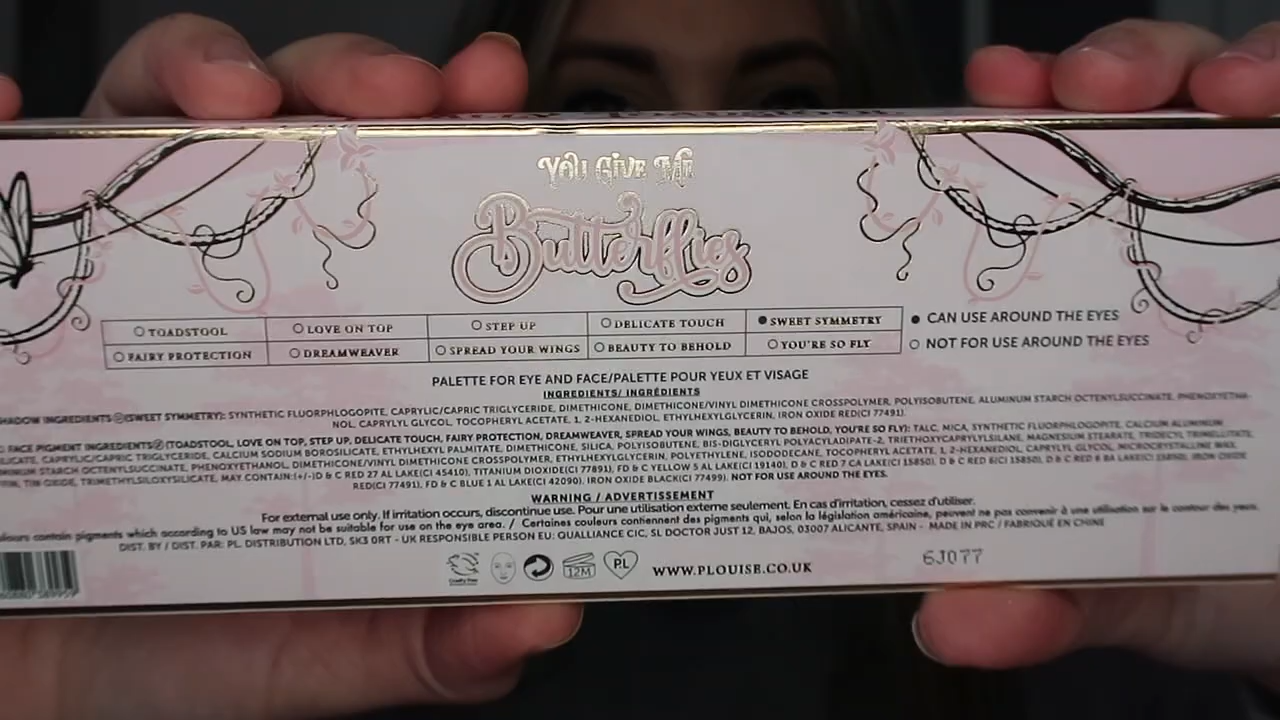 YOU GIVE ME
Butterflies
○ TOADSTOOL ○ LOVE ON TOP ○ STEP UP ○ DELICATE TOUCH ● SWEET SYMMETRY
○ FAIRY PROTECTION ○ DREAMWEAVER ○ SPREAD YOUR WINGS ○ BEAUTY TO BEHOLD ○ YOU'RE SO FLY
● CAN USE AROUND THE EYES
○ NOT FOR USE AROUND THE EYES
PALETTE FOR EYE AND FACE/PALETTE POUR YEUX ET VISAGE
INGREDIENTS/ INGRÉDIENTS
SHADOW INGREDIENTS (SWEET SYMMETRY): SYNTHETIC FLUORPHLOGOPITE, CAPRYLIC/CAPRIC TRIGLYCERIDE, DIMETHICONE, DIMETHICONE/VINYL DIMETHICONE CROSSPOLYMER, POLYISOBUTENE, ALUMINUM STARCH OCTENYLSUCCINATE, PHENOXYETHA-
NOL, CAPRYLYL GLYCOL, TOCOPHERYL ACETATE, 1, 2-HEXANEDIOL, ETHYLHEXYLGLYCERIN, IRON OXIDE RED(CI 77491).
FACE PIGMENT INGREDIENTS (TOADSTOOL, LOVE ON TOP, STEP UP, DELICATE TOUCH, FAIRY PROTECTION, DREAMWEAVER, SPREAD YOUR WINGS, BEAUTY TO BEHOLD, YOU'RE SO FLY): TALC, MICA, SYNTHETIC FLUORPHLOGOPITE, CALCIUM ALUMINUM
CAPRYLIC/CAPRIC TRIGLYCERIDE, CALCIUM SODIUM BOROSILICATE, ETHYLHEXYL PALMITATE, DIMETHICONE, SILICA, POLYISOBUTENE, BIS-DIGLYCERYL POLYACYLADIPATE-2, TRIETHOXYCAPRYLYLSILANE, MAGNESIUM STEARATE, TRIDECYL TRIMELLITATE,
STARCH OCTENYLSUCCINATE, PHENOXYETHANOL, DIMETHICONE/VINYL DIMETHICONE CROSSPOLYMER, ETHYLHEXYLGLYCERIN, POLYETHYLENE, ISODODECANE, TOCOPHERYL ACETATE, 1, 2-HEXANEDIOL, CAPRYLYL GLYCOL, MICROCRYSTALLINE WAX,
TIN OXIDE, TRIMETHYLSILOXYSILICATE, MAY CONTAIN:(+/-)D & C RED 27 AL LAKE(CI 45410), TITANIUM DIOXIDE(CI 77891), FD & C YELLOW 5 AL LAKE(CI 19140), D & C RED 7 CA LAKE(CI 15850), D & C RED 6(CI 15850), D & C RED 6 BA LAKE(CI 15850), IRON OXIDE
RED(CI 77491), FD & C BLUE 1 AL LAKE(CI 42090), IRON OXIDE BLACK(CI 77499). NOT FOR USE AROUND THE EYES.
WARNING / ADVERTISSEMENT
For external use only. If irritation occurs, discontinue use. Pour une utilisation externe seulement. En cas d'irritation, cessez d'utiliser.
contain pigments which according to US law may not be suitable for use on the eye area. / Certaines couleurs contiennent des pigments qui, selon la législation américaine, peuvent ne pas convenir à une utilisation sur le contour des yeux.
DIST. BY / DIST. PAR: PL DISTRIBUTION LTD, SK3 0RT - UK RESPONSIBLE PERSON EU: QUALLIANCE CIC, SL DOCTOR JUST 12, BAJOS, 03007 ALICANTE, SPAIN - MADE IN PRC / FABRIQUÉ EN CHINE
Cruelty free 12M P.L WWW.PLOUISE.CO.UK 6J077